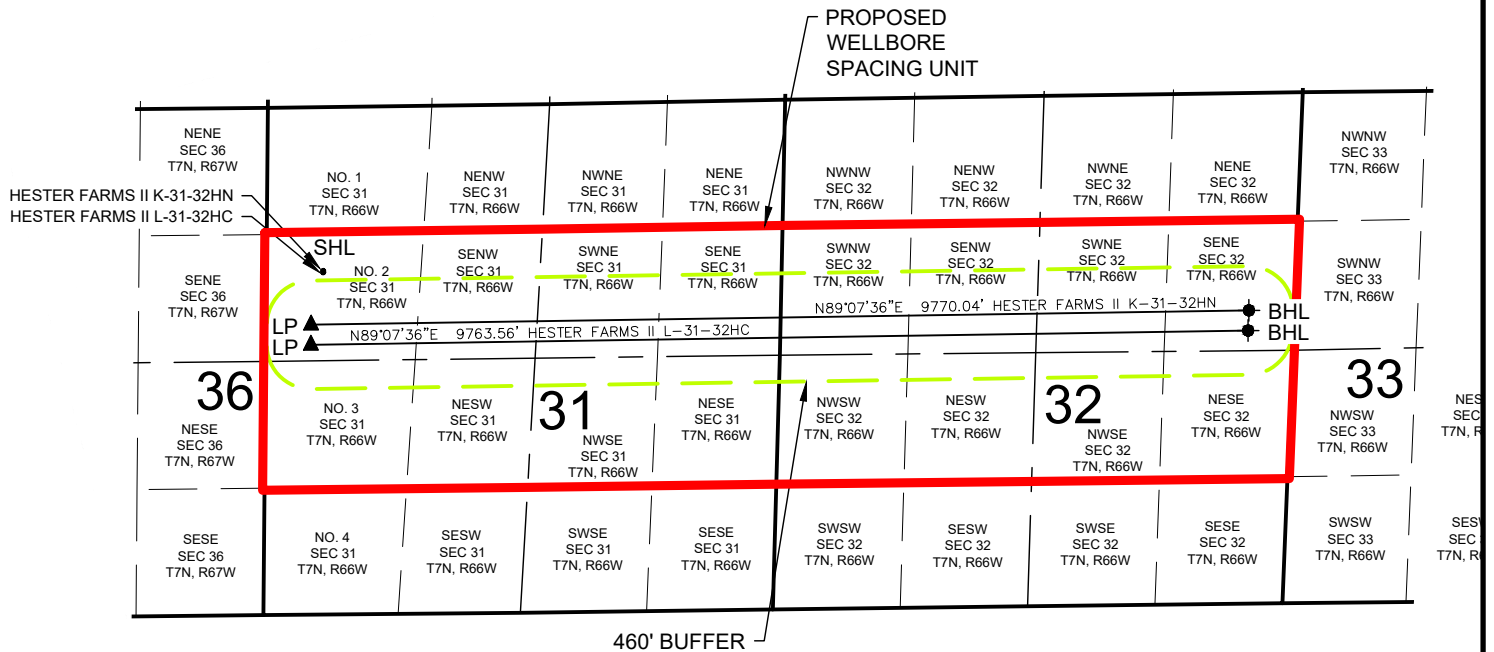 PROPOSED
WELLBORE
SPACING UNIT
NENE
SEC 36
T7N, R67W
NO. 1
SEC 31
T7N, R66W
NENW
SEC 31
T7N, R66W
NWNE
SEC 31
T7N, R66W
NENE
SEC 31
T7N, R66W
NWNW
SEC 32
T7N, R66W
NENW
SEC 32
T7N, R66W
NWNE
SEC 32
T7N, R66W
NENE
SEC 32
T7N, R66W
NWNW
SEC 33
T7N, R66W
HESTER FARMS II K-31-32HN
HESTER FARMS II L-31-32HC
SHL
SENE
SEC 36
T7N, R67W
NO. 2
SEC 31
T7N, R66W
SENW
SEC 31
T7N, R66W
SWNE
SEC 31
T7N, R66W
SENE
SEC 31
T7N, R66W
SWNW
SEC 32
T7N, R66W
SENW
SEC 32
T7N, R66W
SWNE
SEC 32
T7N, R66W
SENE
SEC 32
T7N, R66W
SWNW
SEC 33
T7N, R66W
LP
N89°07'36"E 9770.04' HESTER FARMS II K-31-32HN
BHL
LP
N89°07'36"E 9763.56' HESTER FARMS II L-31-32HC
BHL
36
31
32
33
NESE
SEC 36
T7N, R67W
NO. 3
SEC 31
T7N, R66W
NESW
SEC 31
T7N, R66W
NWSE
SEC 31
T7N, R66W
NESE
SEC 31
T7N, R66W
NWSW
SEC 32
T7N, R66W
NESW
SEC 32
T7N, R66W
NWSE
SEC 32
T7N, R66W
NESE
SEC 32
T7N, R66W
NWSW
SEC 33
T7N, R66W
NES
SEC
T7N, R
SESE
SEC 36
T7N, R67W
NO. 4
SEC 31
T7N, R66W
SESW
SEC 31
T7N, R66W
SWSE
SEC 31
T7N, R66W
SESE
SEC 31
T7N, R66W
SWSW
SEC 32
T7N, R66W
SESW
SEC 32
T7N, R66W
SWSE
SEC 32
T7N, R66W
SESE
SEC 32
T7N, R66W
SWSW
SEC 33
T7N, R66W
SES
SEC
T7N, R
460' BUFFER